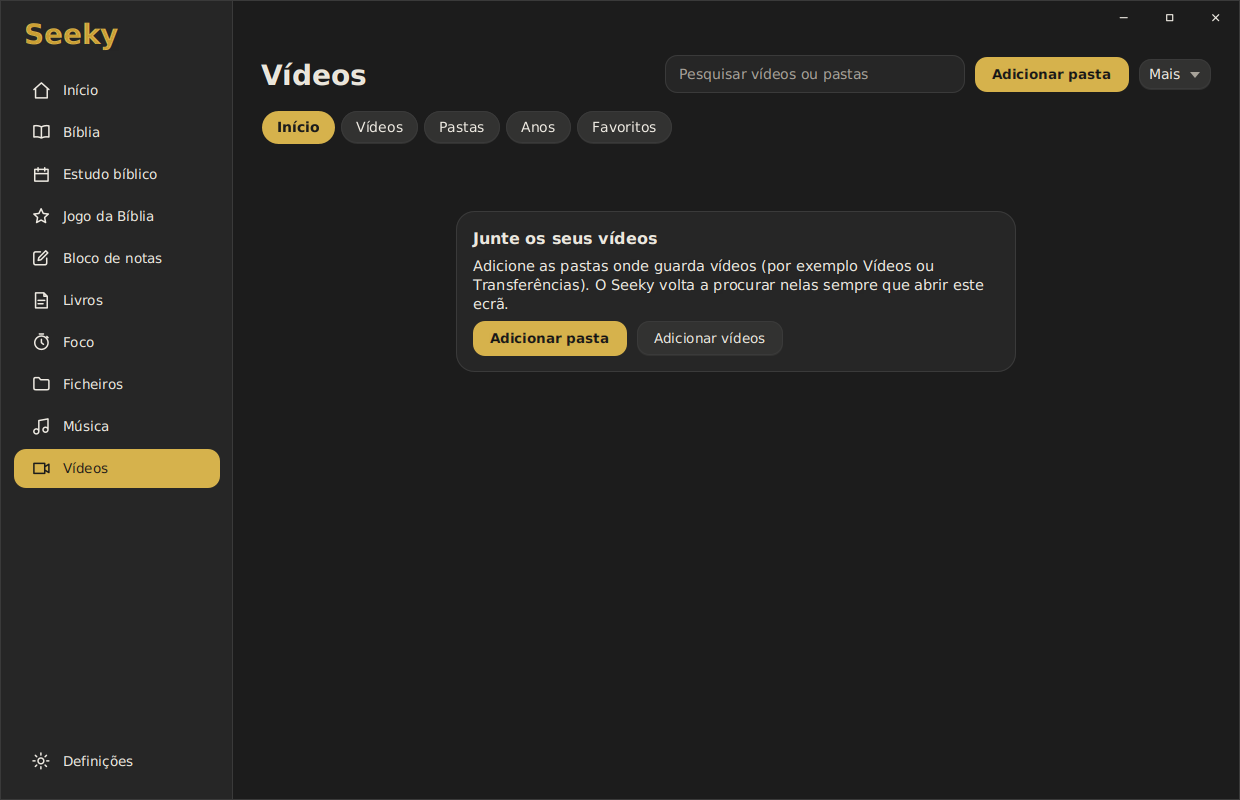 Seeky
Início
Bíblia
Estudo bíblico
Jogo da Bíblia
Bloco de notas
Livros
Foco
Ficheiros
Música
Vídeos
Definições
Vídeos
Pesquisar vídeos ou pastas
Adicionar pasta
Mais
Início
Vídeos
Pastas
Anos
Favoritos
Junte os seus vídeos
Adicione as pastas onde guarda vídeos (por exemplo Vídeos ou
Transferências). O Seeky volta a procurar nelas sempre que abrir este
ecrã.
Adicionar pasta
Adicionar vídeos